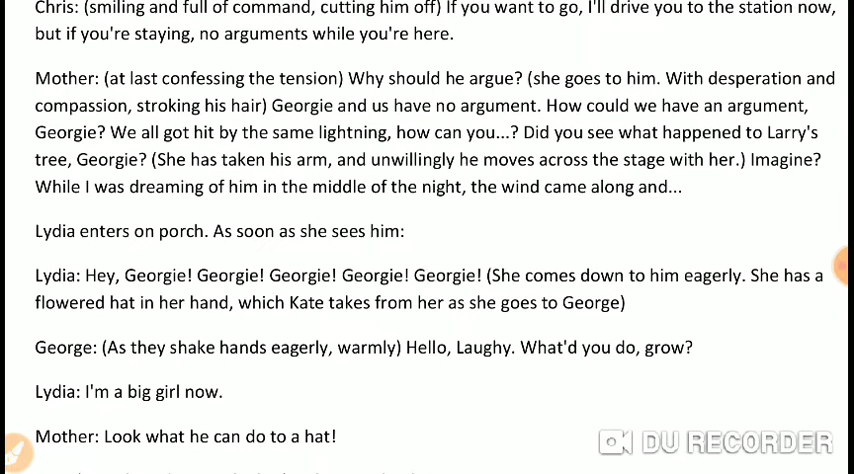 Chris: (smiling and full of command, cutting him off) If you want to go, I'll drive you to the station now,
but if you're staying, no arguments while you're here.
Mother: (at last confessing the tension) Why should he argue? (she goes to him. With desperation and
compassion, stroking his hair) Georgie and us have no argument. How could we have an argument,
Georgie? We all got hit by the same lightning, how can you...? Did you see what happened to Larry's
tree, Georgie? (She has taken his arm, and unwillingly he moves across the stage with her.) Imagine?
While I was dreaming of him in the middle of the night, the wind came along and...
Lydia enters on porch. As soon as she sees him:
Lydia: Hey, Georgie! Georgie! Georgie! Georgie! Georgie! (She comes down to him eagerly. She has a
flowered hat in her hand, which Kate takes from her as she goes to George)
George: (As they shake hands eagerly, warmly) Hello, Laughy. What'd you do, grow?
Lydia: I'm a big girl now.
Mother: Look what he can do to a hat!
DU RECORDER